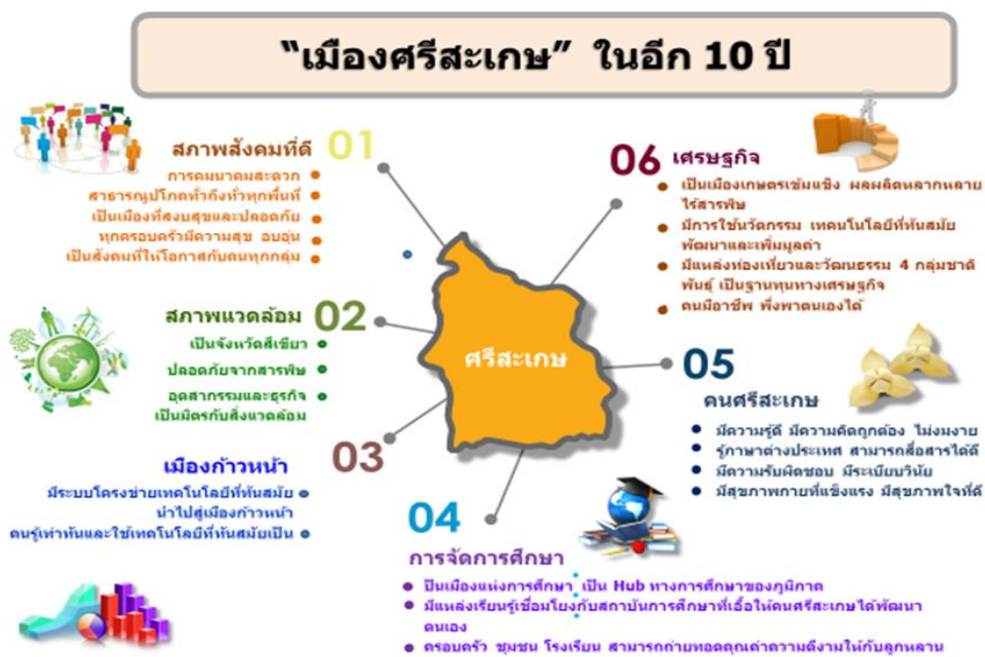 “เมืองศรีสะเกษ” ในอีก 10 ปี
สภาพสังคมที่ดี 01
การคมนาคมสะดวก
สาธารณูปโภคทั่วถึงทั่วทุกพื้นที่
เป็นเมืองที่สงบสุขและปลอดภัย
ทุกครอบครัวมีความสุข อบอุ่น
เป็นสังคมที่ให้โอกาสกับคนทุกกลุ่ม
สภาพแวดล้อม 02
เป็นจังหวัดสีเขียว
ปลอดภัยจากสารพิษ
อุตสากรรมและธุรกิจ
เป็นมิตรกับสิ่งแวดล้อม
03
เมืองก้าวหน้า
มีระบบโครงข่ายเทคโนโลยีที่ทันสมัย
นำไปสู่เมืองก้าวหน้า
คนรู้เท่าทันและใช้เทคโนโลยีที่ทันสมัยเป็น
ศรีสะเกษ
04
การจัดการศึกษา
ป็นเมืองแห่งการศึกษา เป็น Hub ทางการศึกษาของภูมิภาค
มีแหล่งเรียนรู้เชื่อมโยงกับสถาบันการศึกษาที่เอื้อให้คนศรีสะเกษได้พัฒนา
ตนเอง
ครอบครัว ชุมชน โรงเรียน สามารถถ่ายทอดคุณค่าความดีงามให้กับลูกหลาน
05
คนศรีสะเกษ
มีความรู้ดี มีความคิดถูกต้อง ไม่งมงาย
รู้ภาษาต่างประเทศ สามารถสื่อสารได้ดี
มีความรับผิดชอบ มีระเบียบวินัย
มีสุขภาพกายที่แข็งแรง มีสุขภาพใจที่ดี
06 เศรษฐกิจ
เป็นเมืองเกษตรเข้มแข็ง ผลผลิตหลากหลาย
ไร้สารพิษ
มีการใช้นวัตกรรม เทคโนโลยีที่ทันสมัย
พัฒนาและเพิ่มมูลค่า
มีแหล่งท่องเที่ยวและวัฒนธรรม 4 กลุ่มชาติ
พันธุ์ เป็นฐานทุนทางเศรษฐกิจ
คนมีอาชีพ พึ่งพาตนเองได้